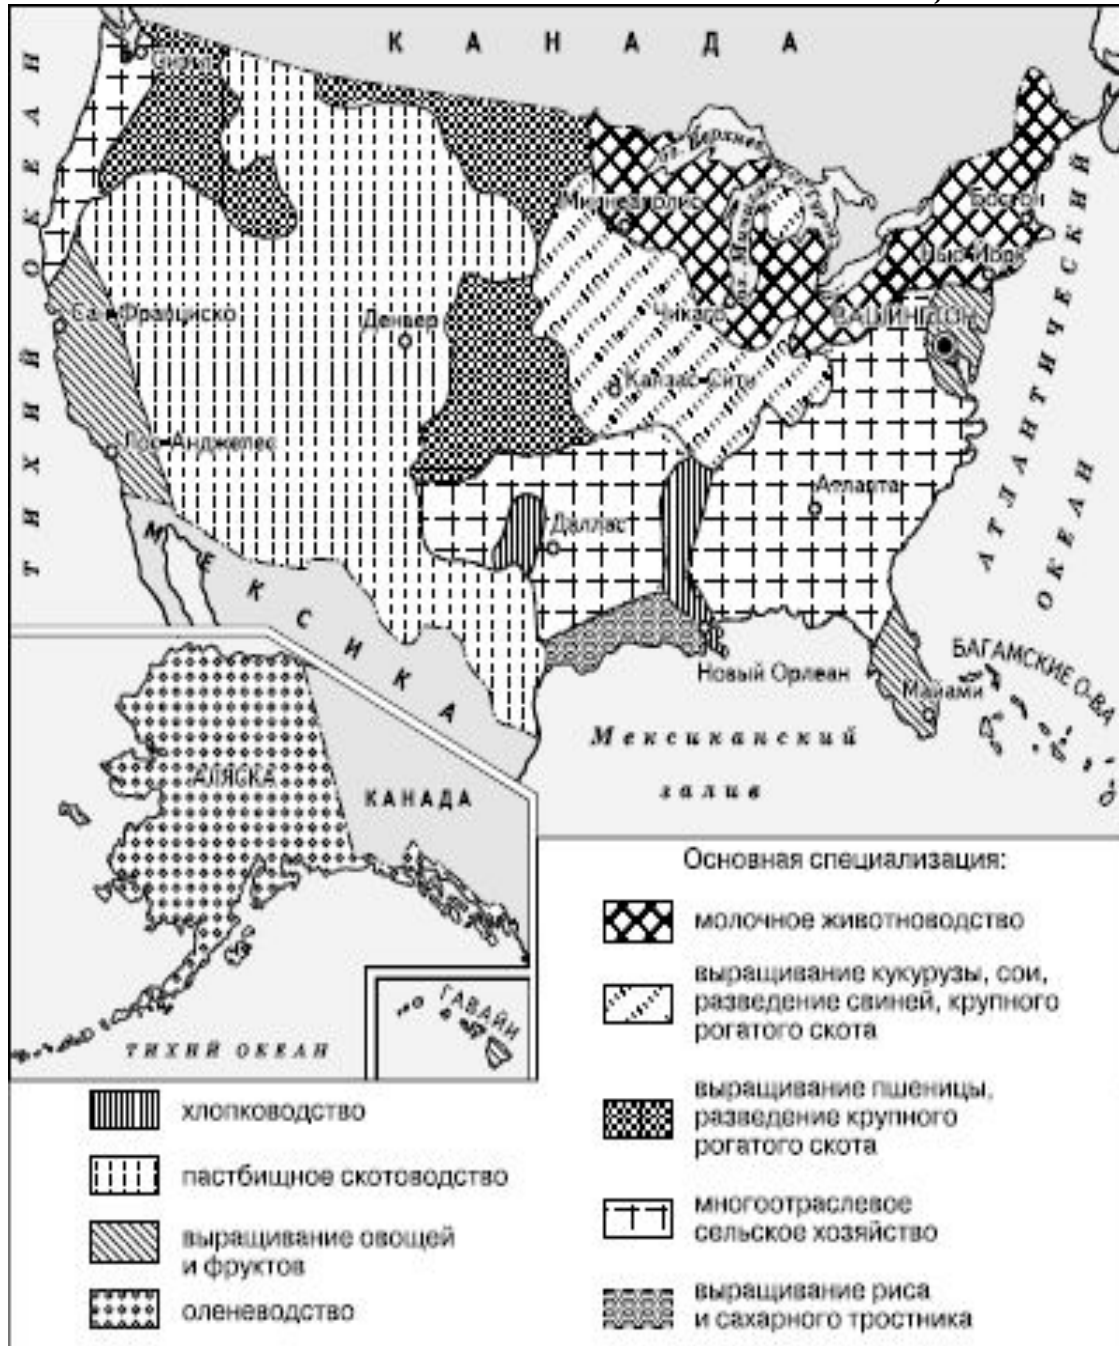 КАНАДА
ТИХИЙ ОКЕАН
оз. Верхнее
Миннеаполис
Бостон
Нью-Йорк
Сан-Франциско
Денвер
Чикаго
ВАШИНГТОН
Канзас-Сити
Лос-Анджелес
Атланта
Даллас
АТЛАНТИЧЕСКИЙ
ОКЕАН
МЕКСИКА
Новый Орлеан
Майами
БАГАМСКИЕ О-ВА
Мексиканский
залив
АЛЯСКА
КАНАДА
ГАВАЙИ
ТИХИЙ ОКЕАН
Основная специализация:
молочное животноводство
выращивание кукурузы, сои,
разведение свиней, крупного
рогатого скота
выращивание пшеницы,
разведение крупного
рогатого скота
многоотраслевое
сельское хозяйство
выращивание риса
и сахарного тростника
хлопководство
пастбищное скотоводство
выращивание овощей
и фруктов
оленеводство